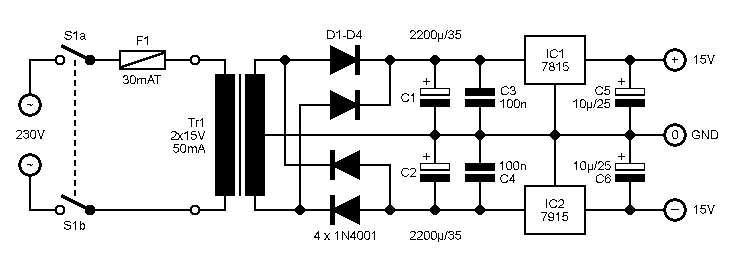 S1a
F1
30mAT
~
230V
~
S1b
Tr1
2x15V
50mA
D1-D4
4 x 1N4001
2200µ/35
+
C1
C3
100n
IC1
7815
+
C5
10µ/25
+
15V
0
GND
+
C2
100n
C4
2200µ/35
IC2
7915
10µ/25
+
C6
−
15V